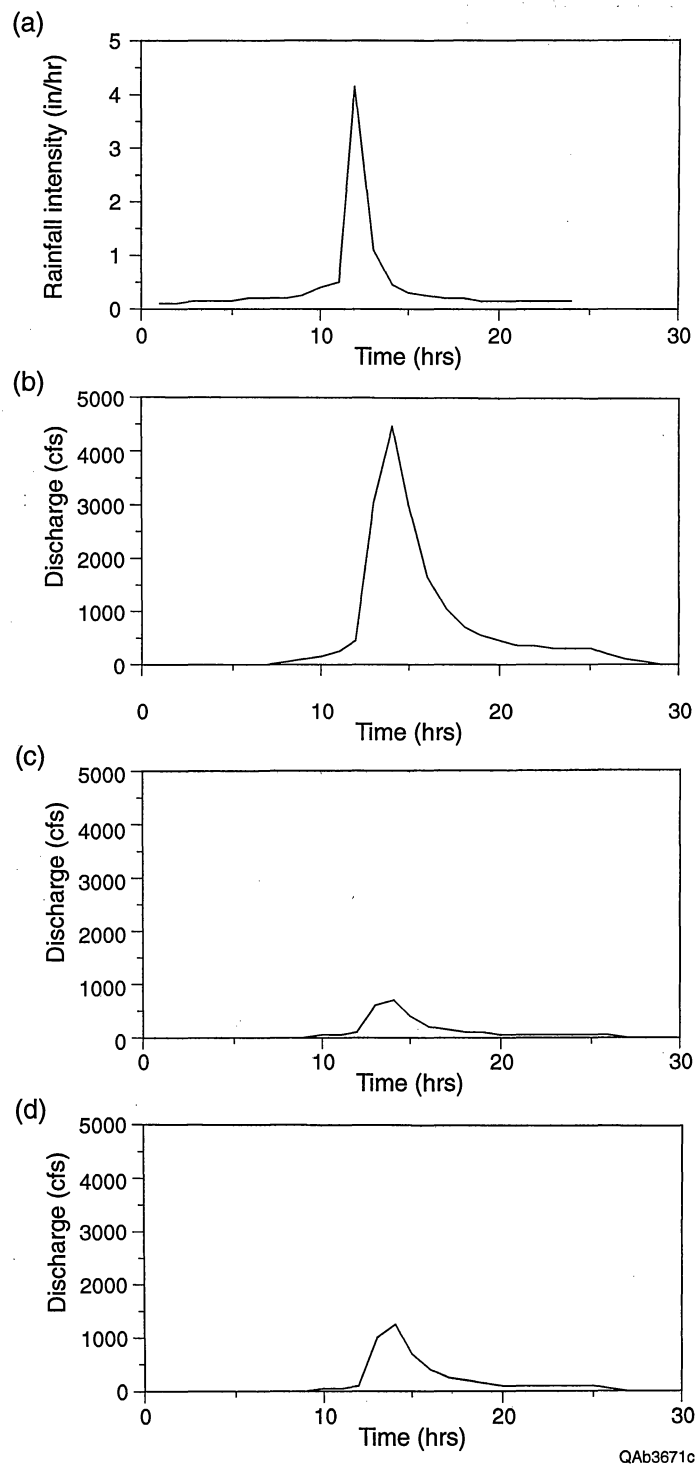 (a)
Rainfall intensity (in/hr)
5
4
3
2
1
0
0 10 20 30
Time (hrs)
(b)
Discharge (cfs)
5000
4000
3000
2000
1000
0
0 10 20 30
Time (hrs)
(c)
Discharge (cfs)
5000
4000
3000
2000
1000
0
0 10 20 30
Time (hrs)
(d)
Discharge (cfs)
5000
4000
3000
2000
1000
0
0 10 20 30
Time (hrs)
QAb3671c